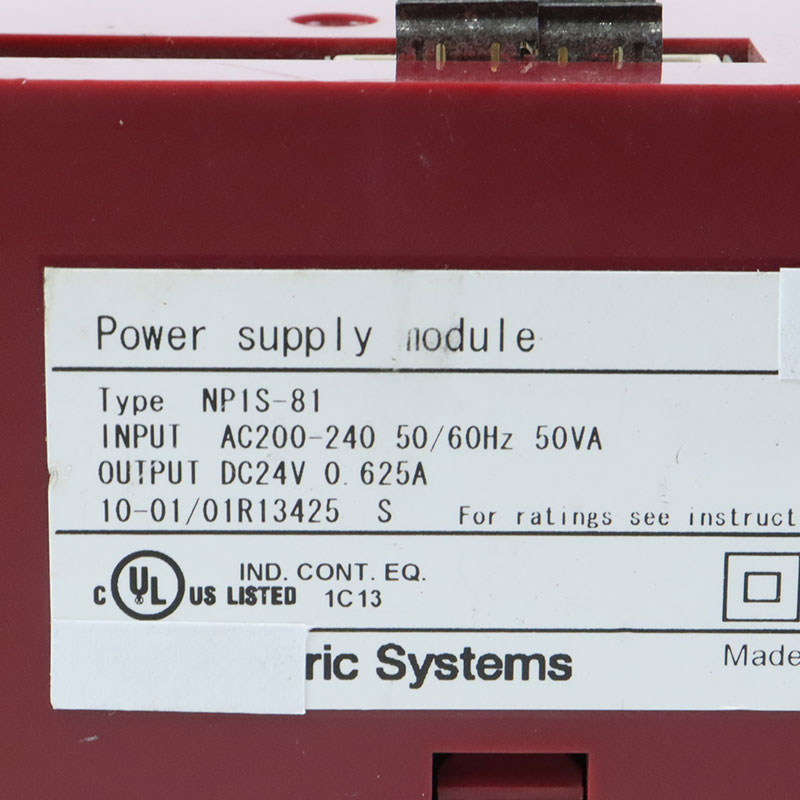 Power supply module
Type NP1S-81
INPUT AC200-240 50/60Hz 50VA
OUTPUT DC24V 0.625A
10-01/01R13425 S For ratings see instruct
C UL US LISTED IND. CONT. EQ. 1C13
ric Systems
Made